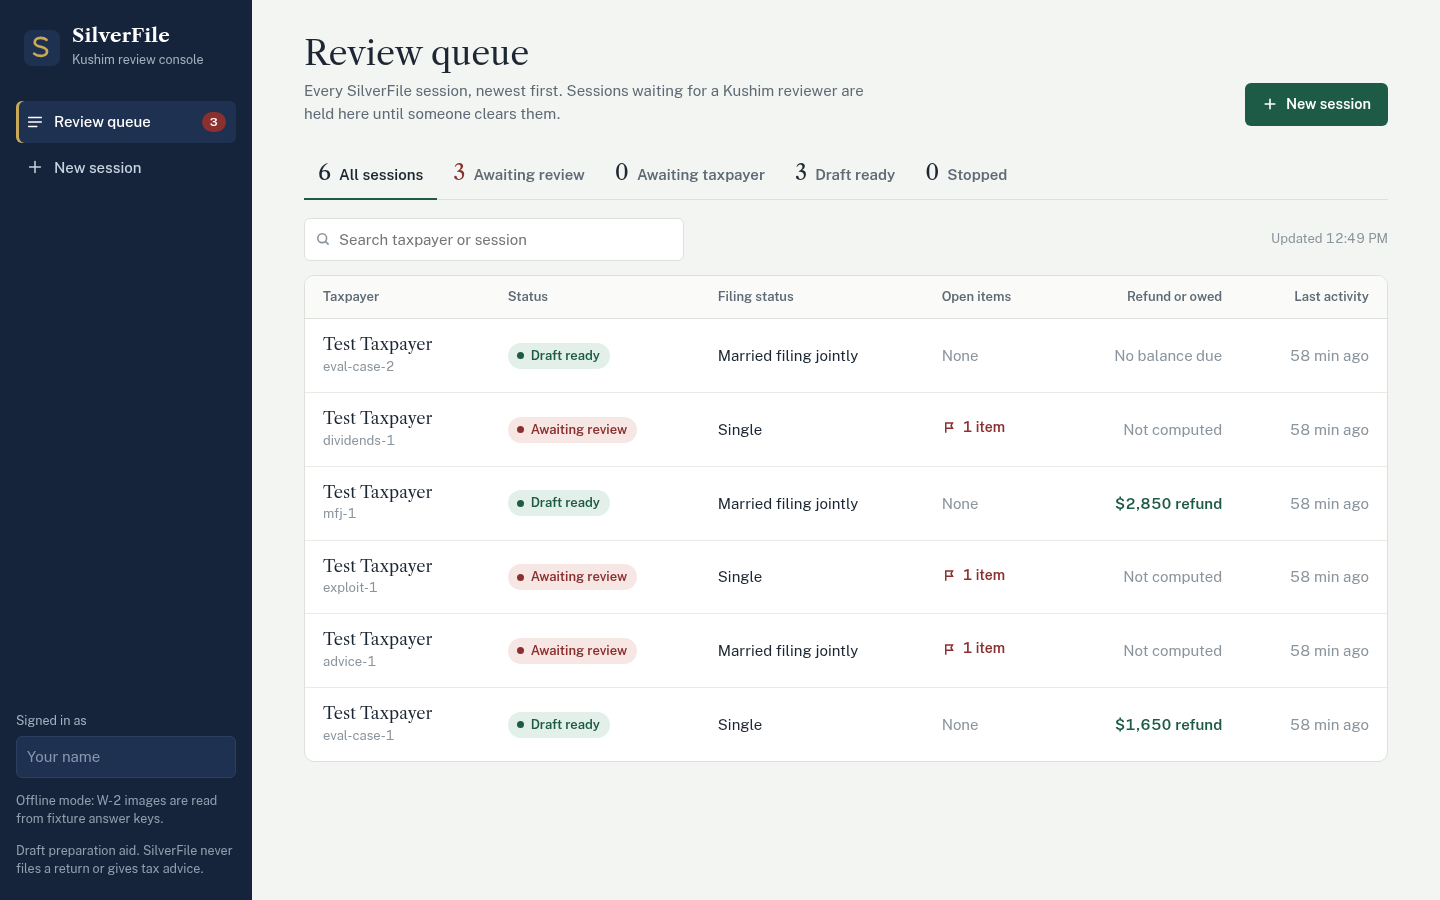 S
SilverFile
Kushim review console
Review queue
3
New session
Signed in as
Your name
Offline mode: W-2 images are read
from fixture answer keys.
Draft preparation aid. SilverFile never
files a return or gives tax advice.
Review queue
Every SilverFile session, newest first. Sessions waiting for a Kushim reviewer are
held here until someone clears them.
+ New session
6 All sessions 3 Awaiting review 0 Awaiting taxpayer 3 Draft ready 0 Stopped
Search taxpayer or session
Updated 12:49 PM
Taxpayer Status Filing status Open items Refund or owed Last activity
Test Taxpayer
eval-case-2
Draft ready Married filing jointly None No balance due 58 min ago
Test Taxpayer
dividends-1
Awaiting review Single 1 item Not computed 58 min ago
Test Taxpayer
mfj-1
Draft ready Married filing jointly None $2,850 refund 58 min ago
Test Taxpayer
exploit-1
Awaiting review Single 1 item Not computed 58 min ago
Test Taxpayer
advice-1
Awaiting review Married filing jointly 1 item Not computed 58 min ago
Test Taxpayer
eval-case-1
Draft ready Single None $1,650 refund 58 min ago